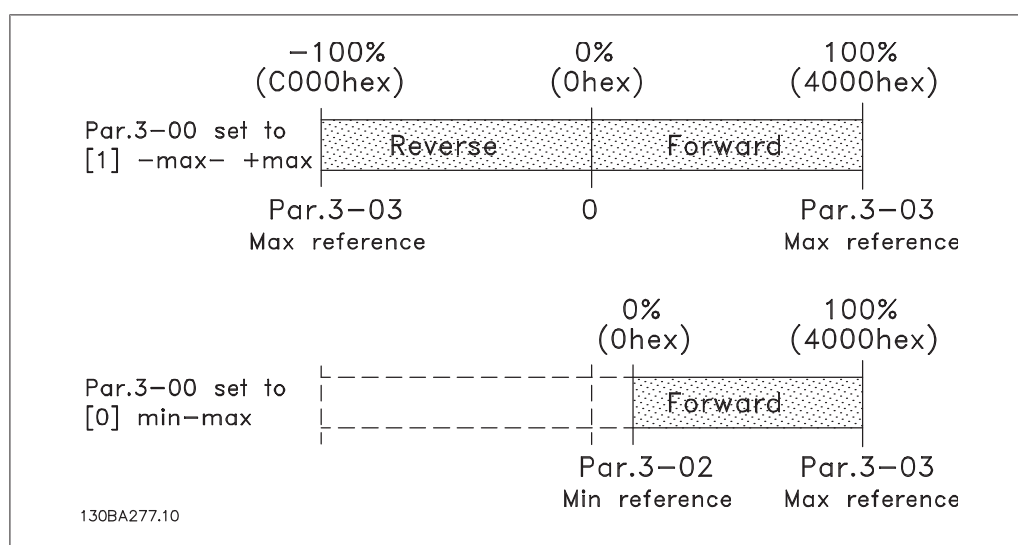 -100% 0% 100%
(C000hex) (0hex) (4000hex)
Par.3-00 set to
[1] -max- +max
Reverse Forward
Par.3-03 0 Par.3-03
Max reference Max reference
0% 100%
(0hex) (4000hex)
Par.3-00 set to
[0] min-max
Forward
Par.3-02 Par.3-03
Min reference Max reference
130BA277.10